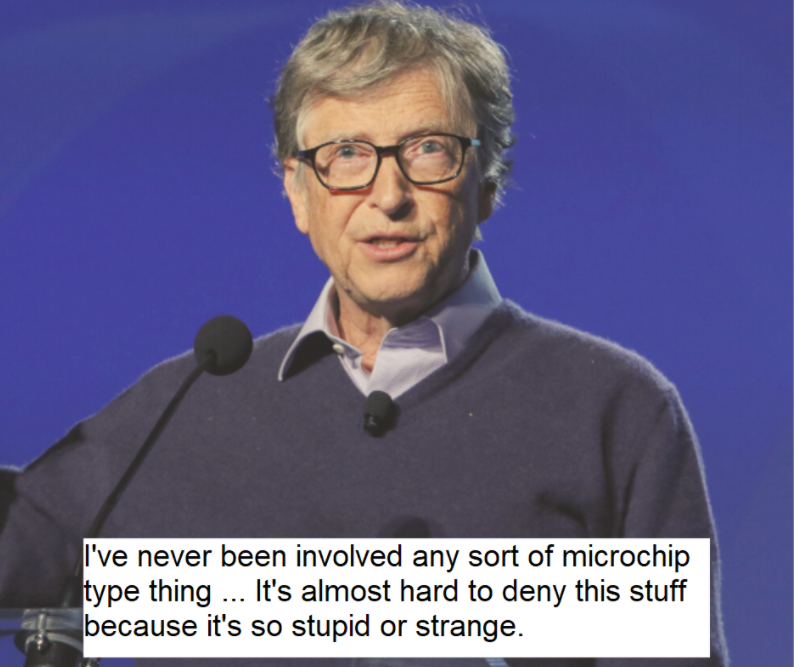 I've never been involved any sort of microchip
type thing ... It's almost hard to deny this stuff
because it's so stupid or strange.